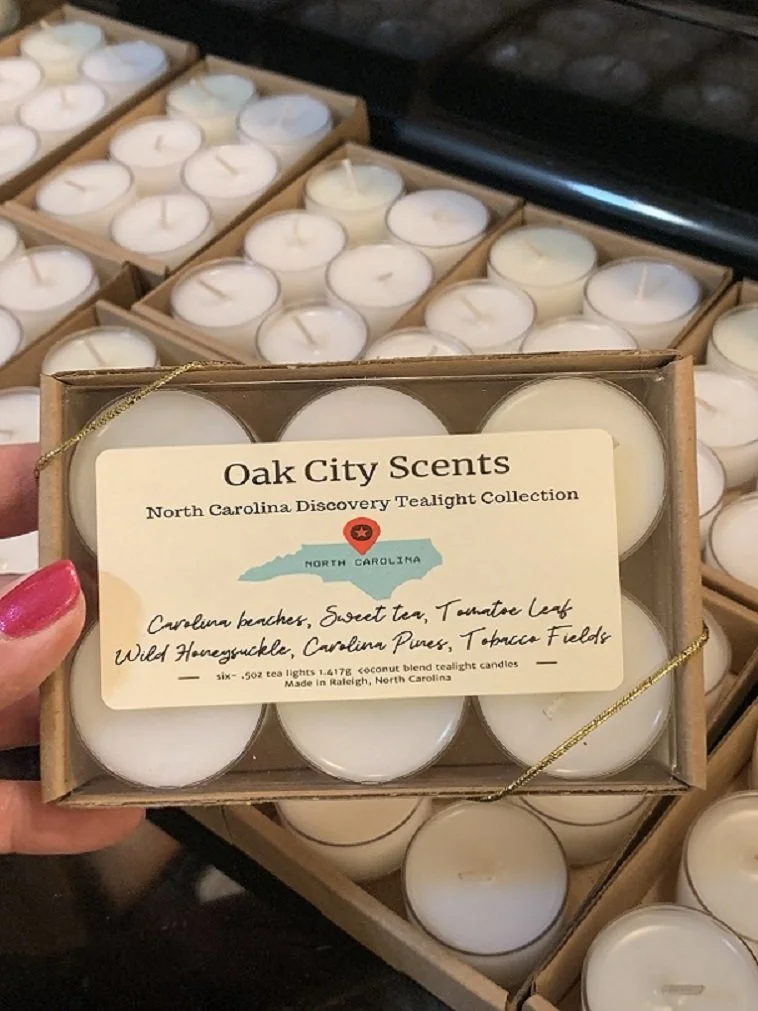 Oak City Scents
North Carolina Discovery Tealight Collection
NORTH CAROLINA
Carolina beaches, Sweet tea, Tomatoe Leaf
Wild Honeysuckle, Carolina Pines, Tobacco Fields
six- .5oz tea lights 1.417g coconut blend tealight candles
Made in Raleigh, North Carolina